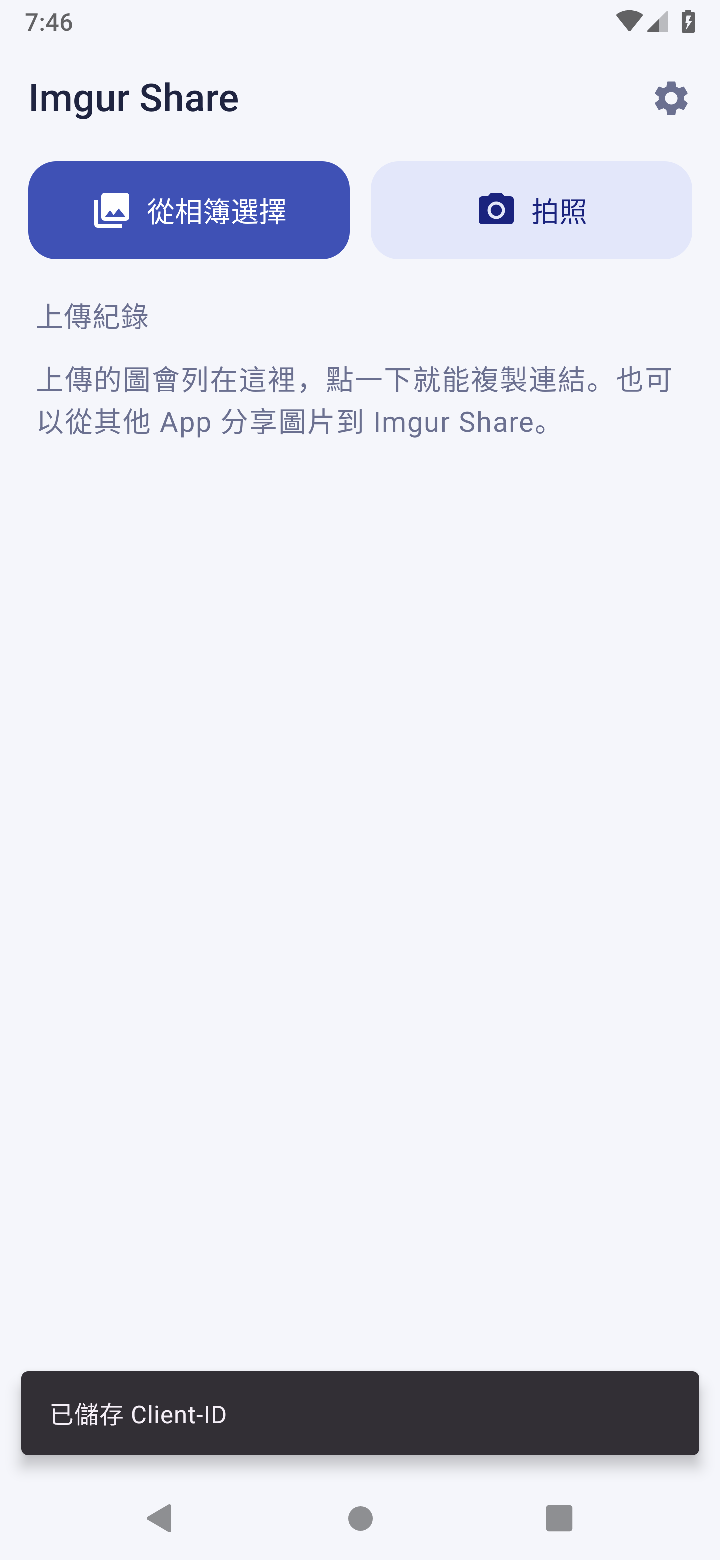 7:46
Imgur Share
從相簿選擇
拍照
上傳紀錄
上傳的圖會列在這裡，點一下就能複製連結。也可
以從其他 App 分享圖片到 Imgur Share。
已儲存 Client-ID